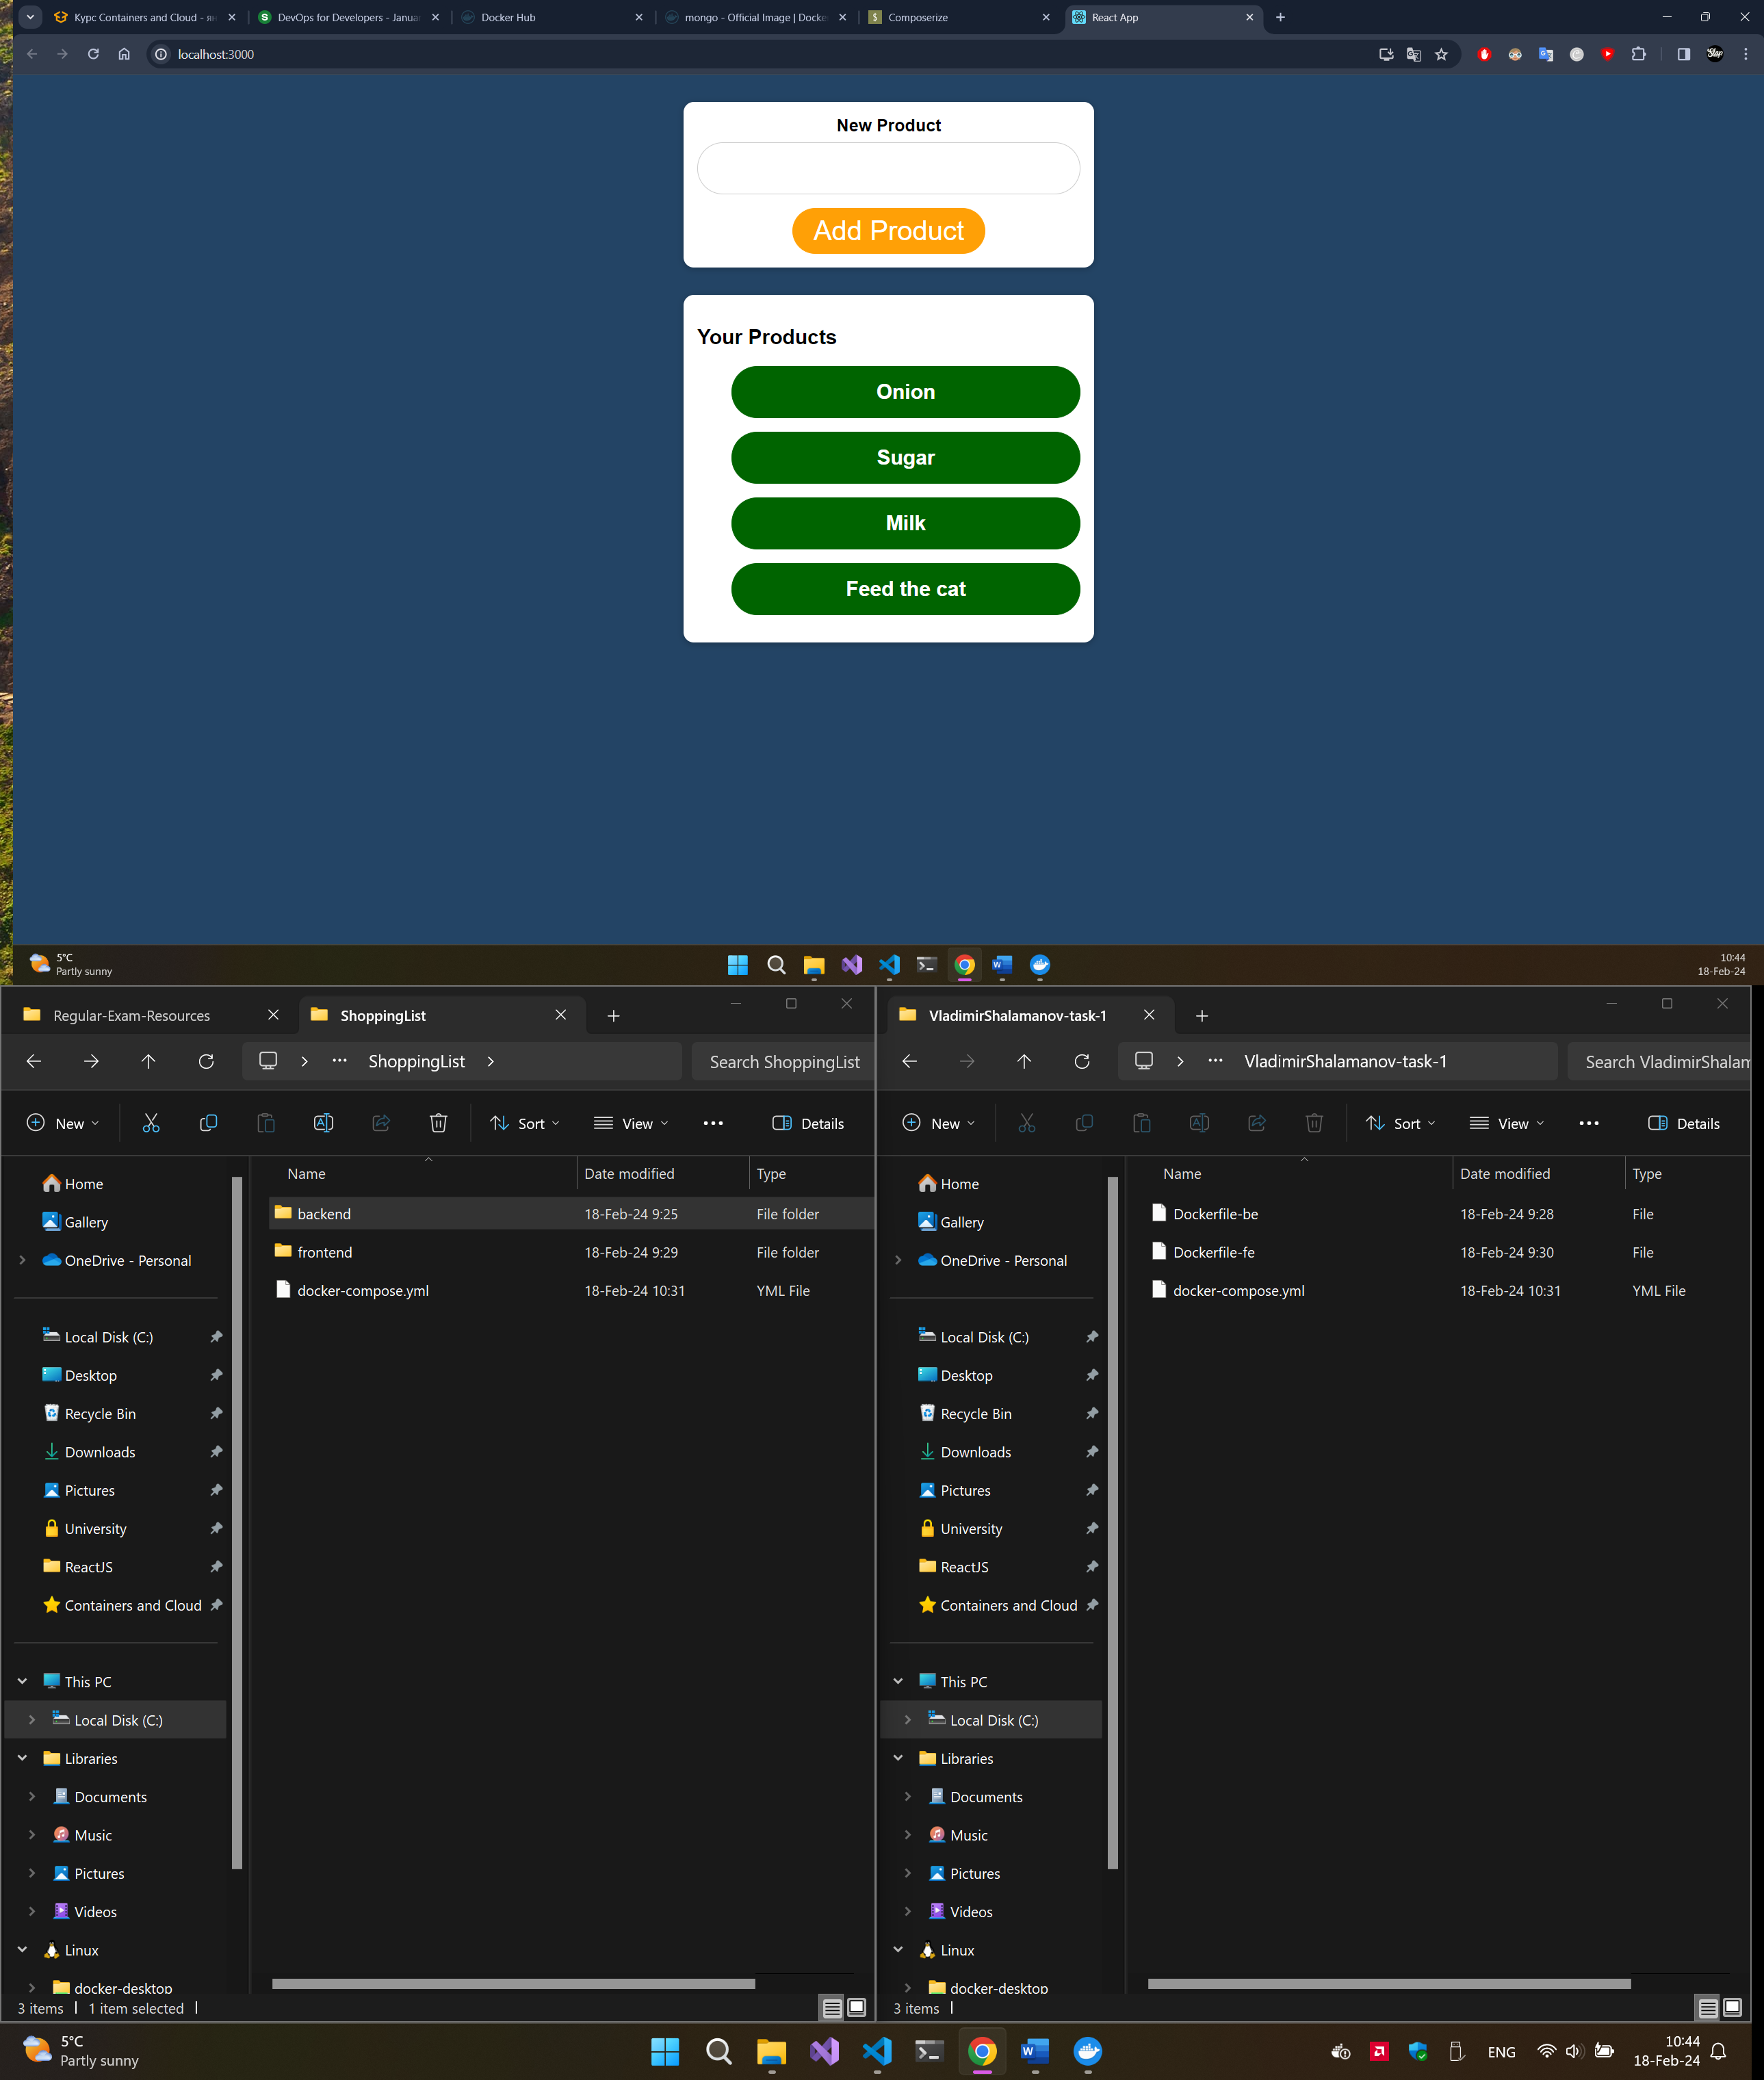 Курс Containers and Cloud - ян
DevOps for Developers - Janua
Docker Hub
mongo - Official Image | Docke
Composerize
React App
localhost:3000
New Product
Add Product
Your Products
Onion
Sugar
Milk
Feed the cat
5°C
Partly sunny
10:44
18-Feb-24
Regular-Exam-Resources
ShoppingList
ShoppingList
Search ShoppingList
New
Sort
View
Details
Name
Date modified
Type
Home
Gallery
OneDrive - Personal
Local Disk (C:)
Desktop
Recycle Bin
Downloads
Pictures
University
ReactJS
Containers and Cloud
This PC
Local Disk (C:)
Libraries
Documents
Music
Pictures
Videos
Linux
docker-desktop
backend 18-Feb-24 9:25 File folder
frontend 18-Feb-24 9:29 File folder
docker-compose.yml 18-Feb-24 10:31 YML File
3 items
1 item selected
VladimirShalamanov-task-1
VladimirShalamanov-task-1
Search VladimirShalam
New
Sort
View
Details
Name
Date modified
Type
Home
Gallery
OneDrive - Personal
Local Disk (C:)
Desktop
Recycle Bin
Downloads
Pictures
University
ReactJS
Containers and Cloud
This PC
Local Disk (C:)
Libraries
Documents
Music
Pictures
Videos
Linux
docker-desktop
Dockerfile-be 18-Feb-24 9:28 File
Dockerfile-fe 18-Feb-24 9:30 File
docker-compose.yml 18-Feb-24 10:31 YML File
3 items
5°C
Partly sunny
ENG
10:44
18-Feb-24